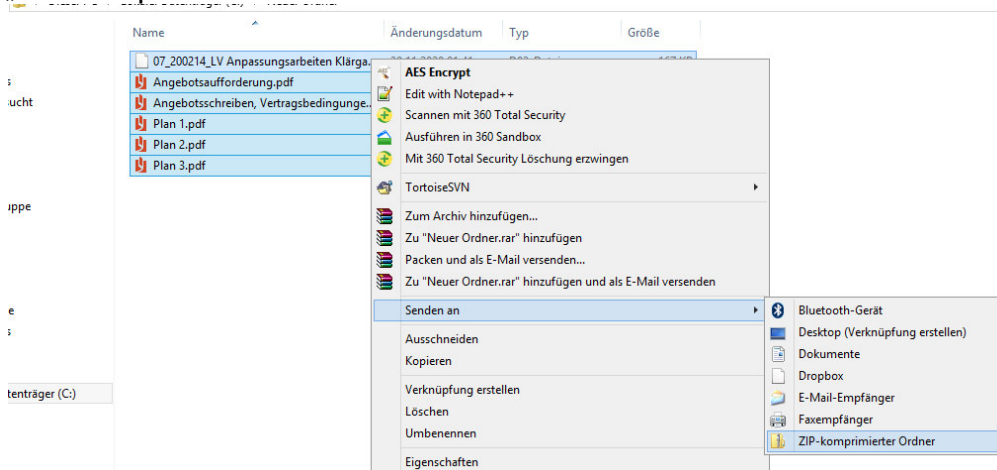 Name Änderungsdatum Typ Größe
07_200214_LV Anpassungsarbeiten Klärga...
Angebotsaufforderung.pdf
Angebotsschreiben, Vertragsbedingunge...
Plan 1.pdf
Plan 2.pdf
Plan 3.pdf
sucht
uppe
e
s
tenträger (C:)
AES Encrypt
Edit with Notepad++
Scannen mit 360 Total Security
Ausführen in 360 Sandbox
Mit 360 Total Security Löschung erzwingen
TortoiseSVN
Zum Archiv hinzufügen...
Zu "Neuer Ordner.rar" hinzufügen
Packen und als E-Mail versenden...
Zu "Neuer Ordner.rar" hinzufügen und als E-Mail versenden
Senden an
Ausschneiden
Kopieren
Verknüpfung erstellen
Löschen
Umbenennen
Eigenschaften
Bluetooth-Gerät
Desktop (Verknüpfung erstellen)
Dokumente
Dropbox
E-Mail-Empfänger
Faxempfänger
ZIP-komprimierter Ordner